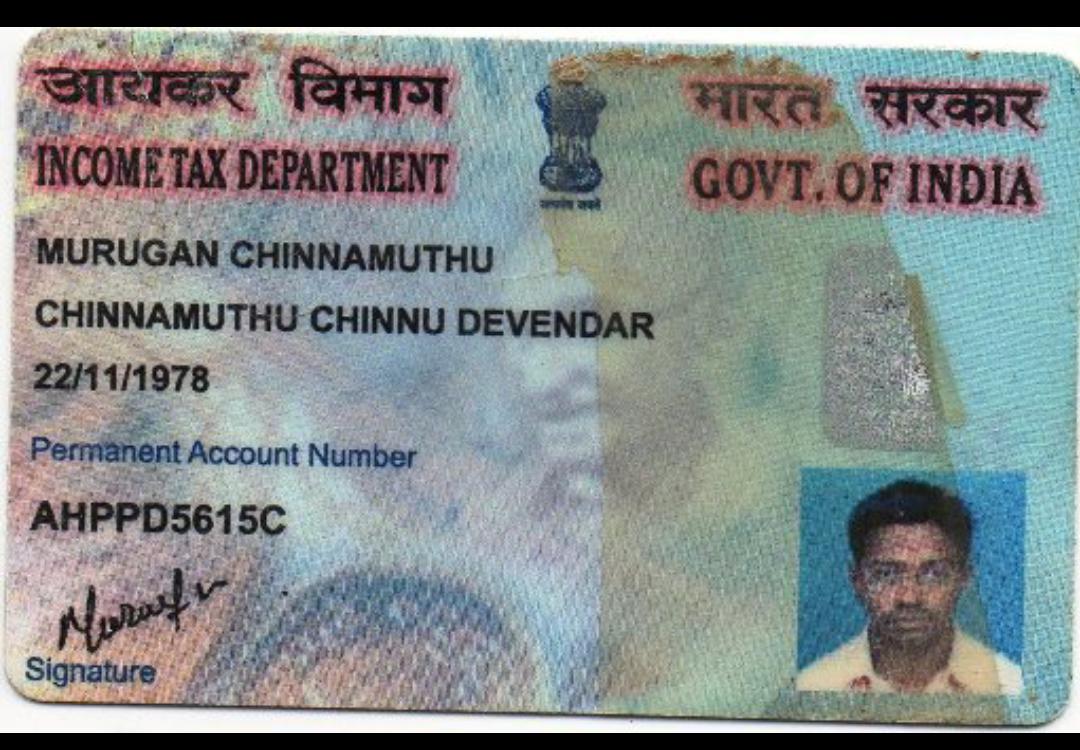 आयकर विभाग भारत सरकार
INCOME TAX DEPARTMENT GOVT. OF INDIA
MURUGAN CHINNAMUTHU
CHINNAMUTHU CHINNU DEVENDAR
22/11/1978
Permanent Account Number
AHPPD5615C
Signature